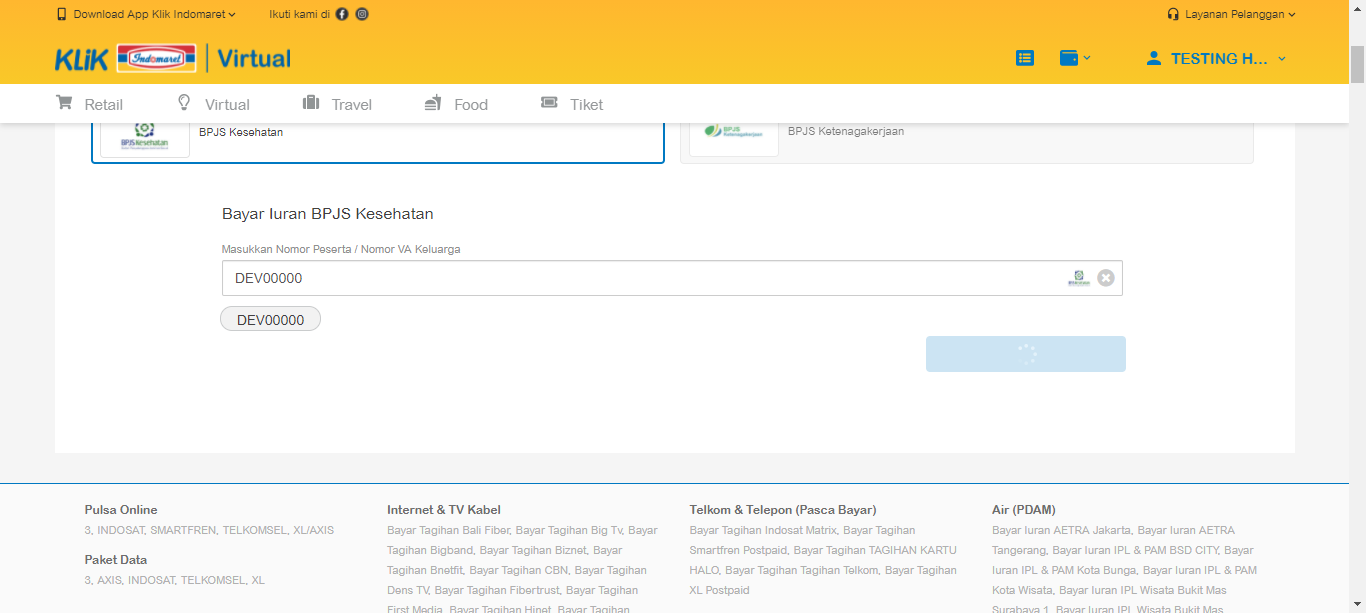 Download App Klik Indomaret
Ikuti kami di
Layanan Pelanggan
KLiK Indomaret Virtual
TESTING H...
Retail
Virtual
Travel
Food
Tiket
BPJS Kesehatan
BPJS Kesehatan
BPJS
Ketenagakerjaan
BPJS Ketenagakerjaan
Bayar Iuran BPJS Kesehatan
Masukkan Nomor Peserta / Nomor VA Keluarga
DEV00000
DEV00000
Pulsa Online
3, INDOSAT, SMARTFREN, TELKOMSEL, XL/AXIS
Paket Data
3, AXIS, INDOSAT, TELKOMSEL, XL
Internet & TV Kabel
Bayar Tagihan Bali Fiber, Bayar Tagihan Big Tv, Bayar
Tagihan Bigband, Bayar Tagihan Biznet, Bayar
Tagihan Bnetfit, Bayar Tagihan CBN, Bayar Tagihan
Dens TV, Bayar Tagihan Fibertrust, Bayar Tagihan
First Media, Bayar Tagihan Hinet, Bayar Tagihan
Telkom & Telepon (Pasca Bayar)
Bayar Tagihan Indosat Matrix, Bayar Tagihan
Smartfren Postpaid, Bayar Tagihan TAGIHAN KARTU
HALO, Bayar Tagihan Tagihan Telkom, Bayar Tagihan
XL Postpaid
Air (PDAM)
Bayar Iuran AETRA Jakarta, Bayar Iuran AETRA
Tangerang, Bayar Iuran IPL & PAM BSD CITY, Bayar
Iuran IPL & PAM Kota Bunga, Bayar Iuran IPL & PAM
Kota Wisata, Bayar Iuran IPL Wisata Bukit Mas
Surabaya 1, Bayar Iuran IPL Wisata Bukit Mas